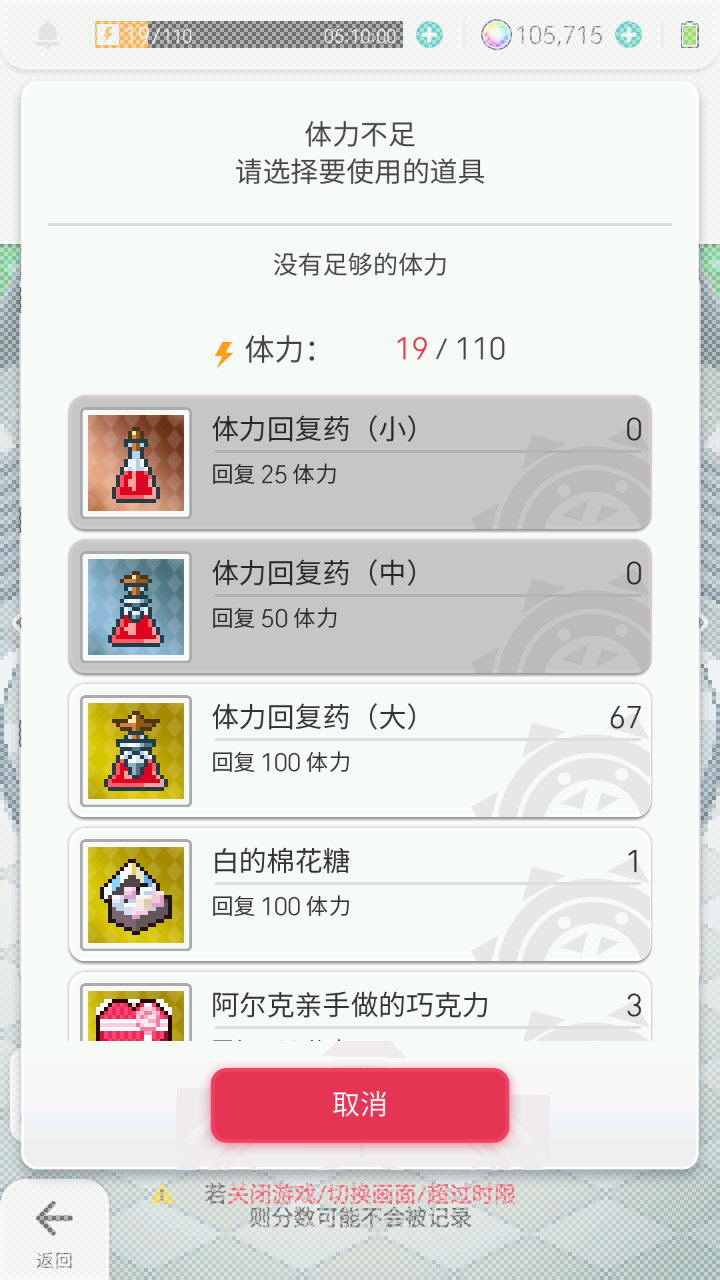 19/110 05:10:00 105,715
体力不足
请选择要使用的道具
没有足够的体力
体力： 19 / 110
体力回复药（小） 0
回复 25 体力
体力回复药（中） 0
回复 50 体力
体力回复药（大） 67
回复 100 体力
白的棉花糖 1
回复 100 体力
阿尔克亲手做的巧克力 3
取消
若关闭游戏/切换画面/超过时限
则分数可能不会被记录
返回